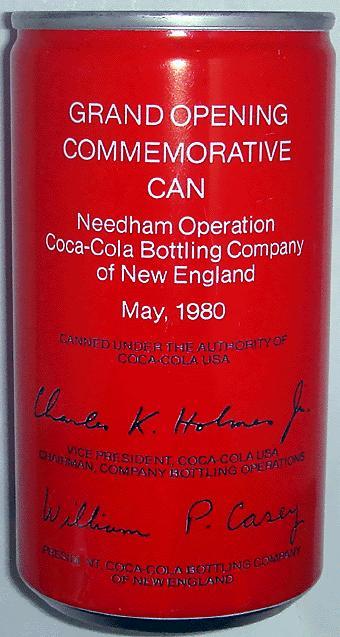 GRAND OPENING
COMMEMORATIVE
CAN
Needham Operation
Coca-Cola Bottling Company
of New England
May, 1980
CANNED UNDER THE AUTHORITY OF
COCA-COLA USA
Charles K. Holmes Jr.
VICE PRESIDENT, COCA-COLA USA
CHAIRMAN, COMPANY BOTTLING OPERATIONS
William P. Casey
PRESIDENT, COCA-COLA BOTTLING COMPANY
OF NEW ENGLAND